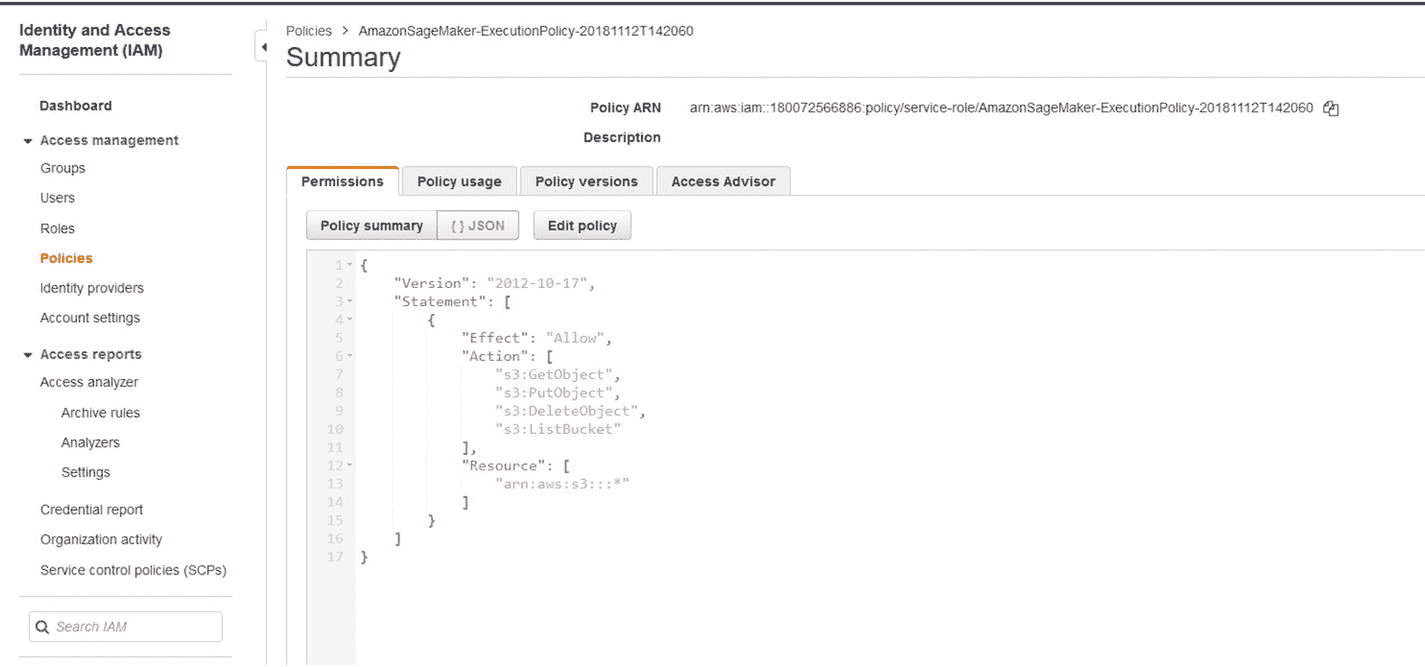 Identity and Access
Management (IAM)
Dashboard
Access management
Groups
Users
Roles
Policies
Identity providers
Account settings
Access reports
Access analyzer
Archive rules
Analyzers
Settings
Credential report
Organization activity
Service control policies (SCPs)
Search IAM
Policies > AmazonSageMaker-ExecutionPolicy-20181112T142060
Summary
Policy ARN arn:aws:iam::180072566886:policy/service-role/AmazonSageMaker-ExecutionPolicy-20181112T142060
Description
Permissions Policy usage Policy versions Access Advisor
Policy summary { } JSON Edit policy
1 {
2 "Version": "2012-10-17",
3 "Statement": [
4 {
5 "Effect": "Allow",
6 "Action": [
7 "s3:GetObject",
8 "s3:PutObject",
9 "s3:DeleteObject",
10 "s3:ListBucket"
11 ],
12 "Resource": [
13 "arn:aws:s3:::*"
14 ]
15 }
16 ]
17 }